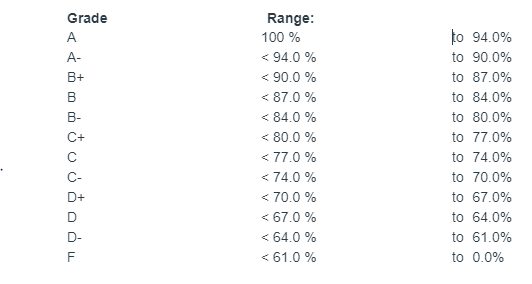 Grade Range:
A 100 % to 94.0%
A- < 94.0 % to 90.0%
B+ < 90.0 % to 87.0%
B < 87.0 % to 84.0%
B- < 84.0 % to 80.0%
C+ < 80.0 % to 77.0%
C < 77.0 % to 74.0%
C- < 74.0 % to 70.0%
D+ < 70.0 % to 67.0%
D < 67.0 % to 64.0%
D- < 64.0 % to 61.0%
F < 61.0 % to 0.0%